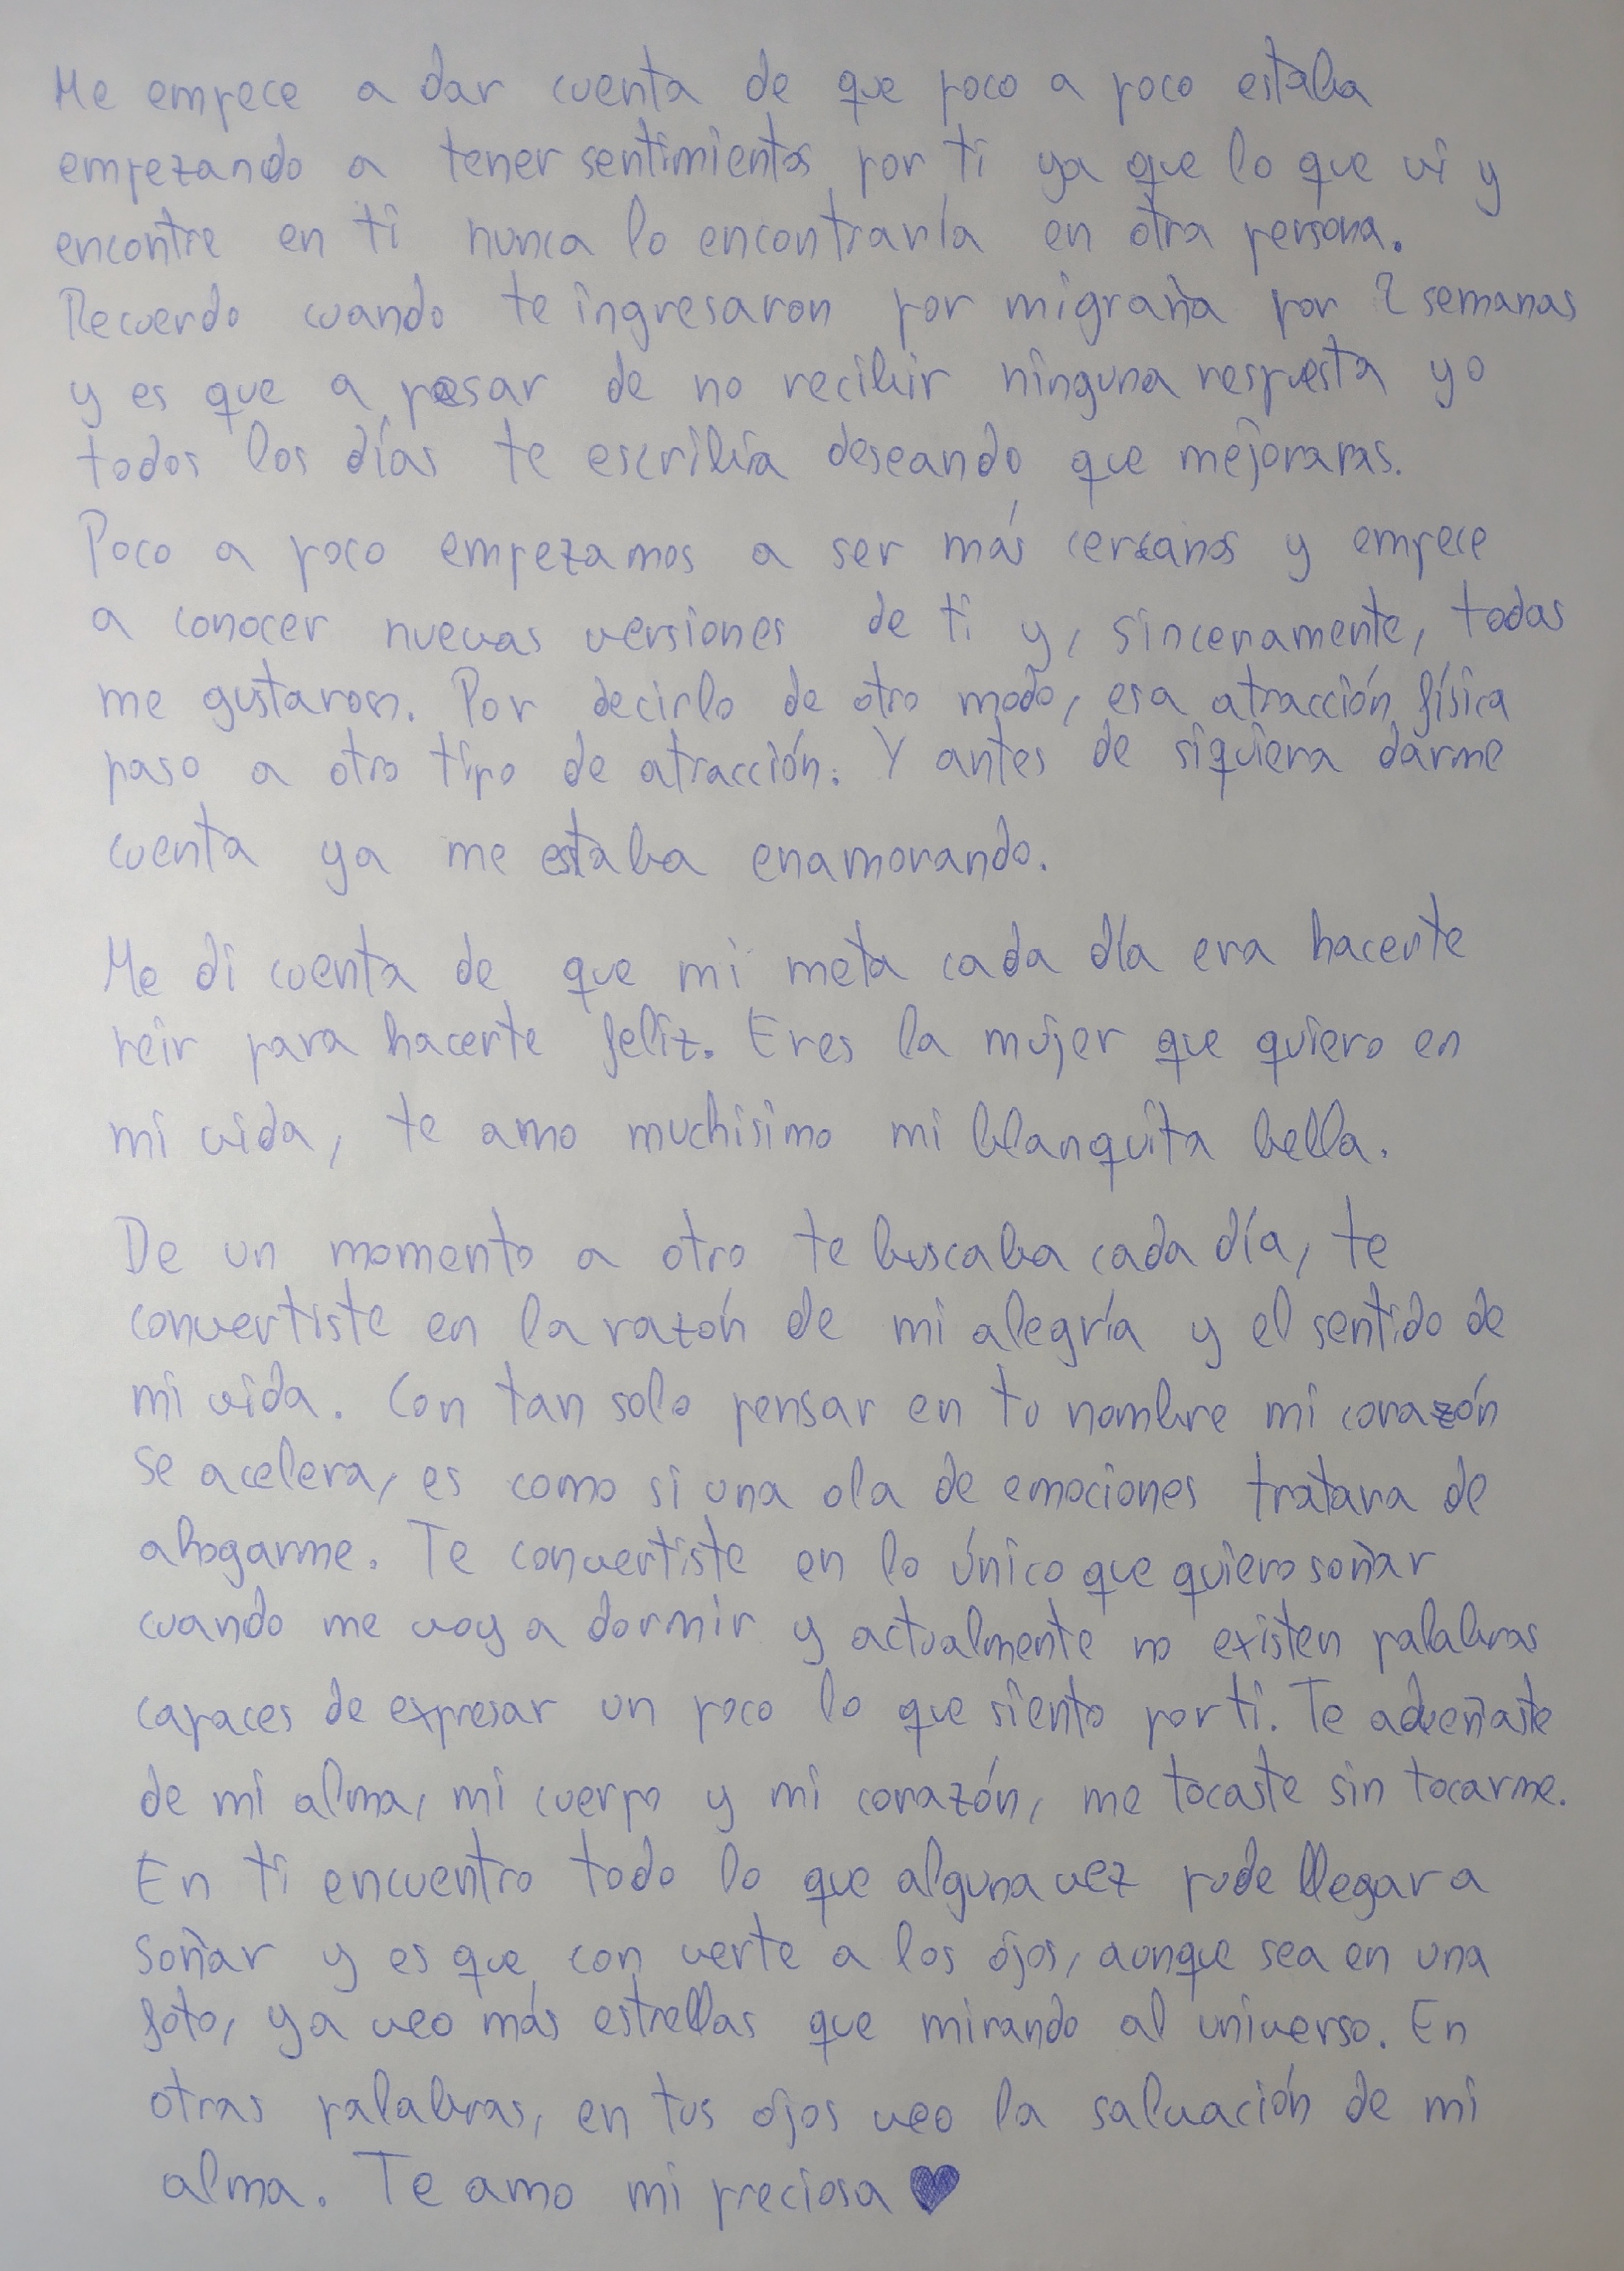 Me empece a dar cuenta de que poco a poco estaba
empezando a tener sentimientos por ti ya que lo que vi y
encontre en ti nunca lo encontraría en otra persona.
Recuerdo cuando te ingresaron por migraña por 2 semanas
y es que a pesar de no recibir ninguna respuesta yo
todos los días te escribía deseando que mejoraras.
Poco a poco empezamos a ser más cercanos y empece
a conocer nuevas versiones de ti y, sinceramente, todas
me gustaron. Por decirlo de otro modo, esa atracción física
paso a otro tipo de atracción. Y antes de siquiera darme
cuenta ya me estaba enamorando.
Me di cuenta de que mi meta cada día era hacerte
reir para hacerte feliz. Eres la mujer que quiero en
mi vida, te amo muchisimo mi blanquita bella.
De un momento a otro te buscaba cada día, te
convertiste en la razón de mi alegría y el sentido de
mi vida. Con tan solo pensar en tu nombre mi corazón
se acelera, es como si una ola de emociones tratara de
ahogarme. Te convertiste en lo único que quiero soñar
cuando me voy a dormir y actualmente no existen palabras
capaces de expresar un poco lo que siento por ti. Te adueñaste
de mi alma, mi cuerpo y mi corazón, me tocaste sin tocarme.
En ti encuentro todo lo que alguna vez pude llegar a
soñar y es que con verte a los ojos, aunque sea en una
foto, ya veo más estrellas que mirando al universo. En
otras palabras, en tus ojos veo la salvación de mi
alma. Te amo mi preciosa ♥